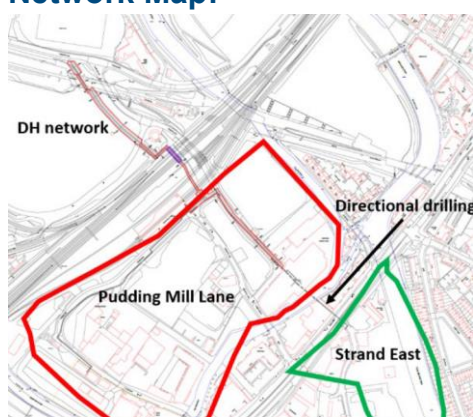 Network Map:
DH network
Directional drilling
Pudding Mill Lane
Strand East